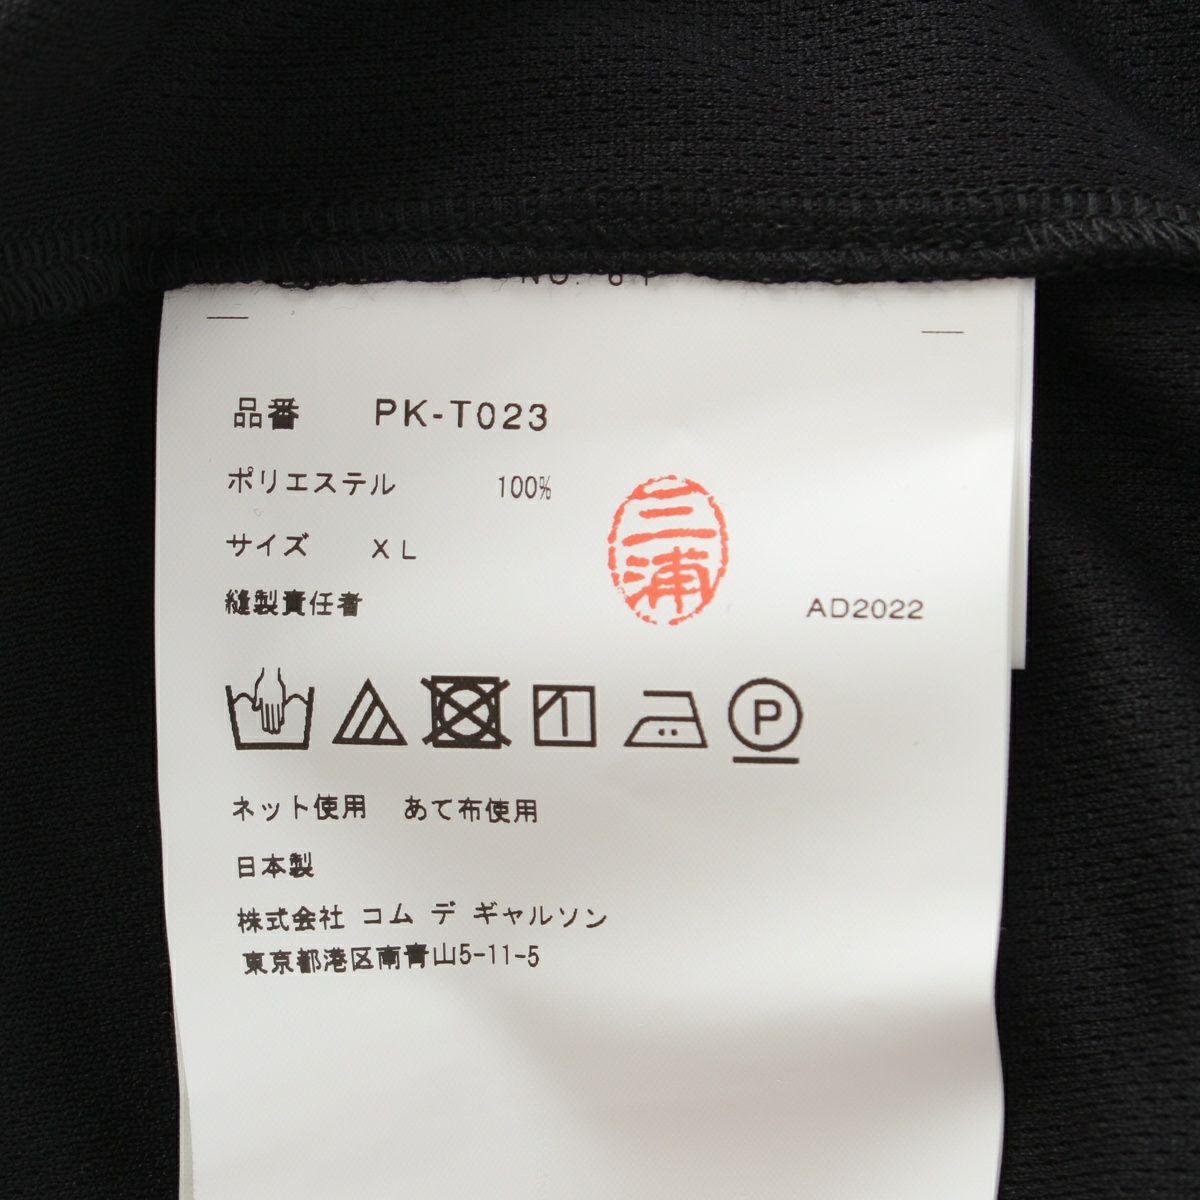 NO. 61
品番 PK-T023
ポリエステル 100%
サイズ XL
三浦
縫製責任者
AD2022
P
ネット使用 あて布使用
日本製
株式会社 コム デ ギャルソン
東京都港区南青山5-11-5